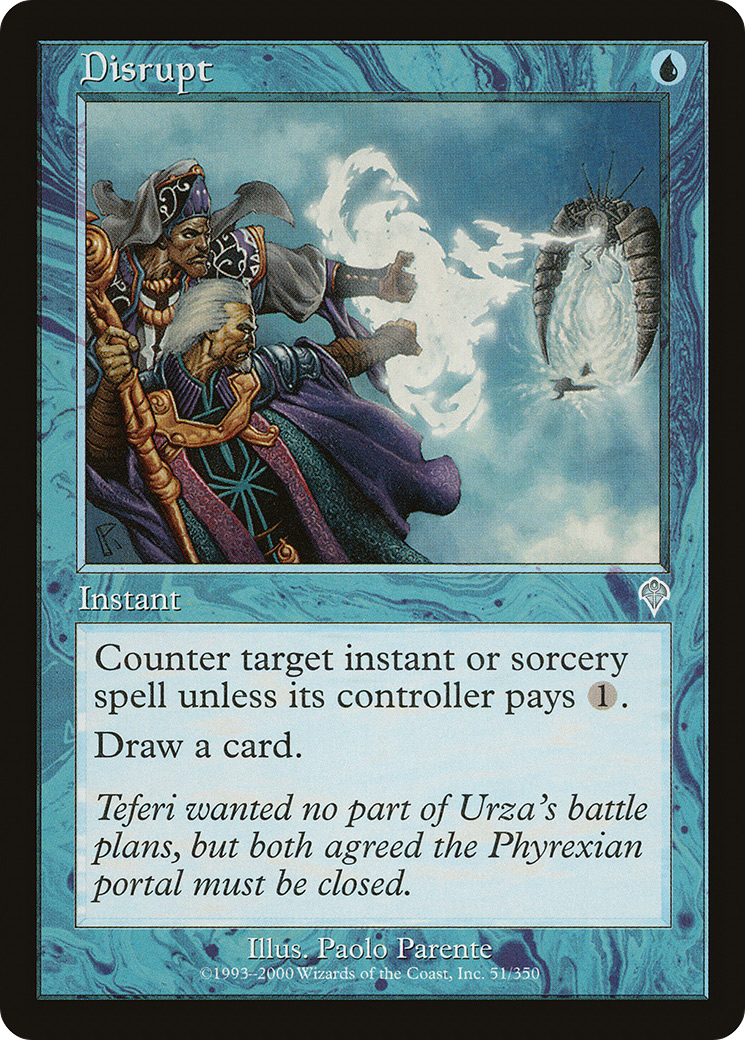 Disrupt
Instant
Counter target instant or sorcery
spell unless its controller pays 1.
Draw a card.
Teferi wanted no part of Urza's battle
plans, but both agreed the Phyrexian
portal must be closed.
Illus. Paolo Parente
©1993–2000 Wizards of the Coast, Inc. 51/350